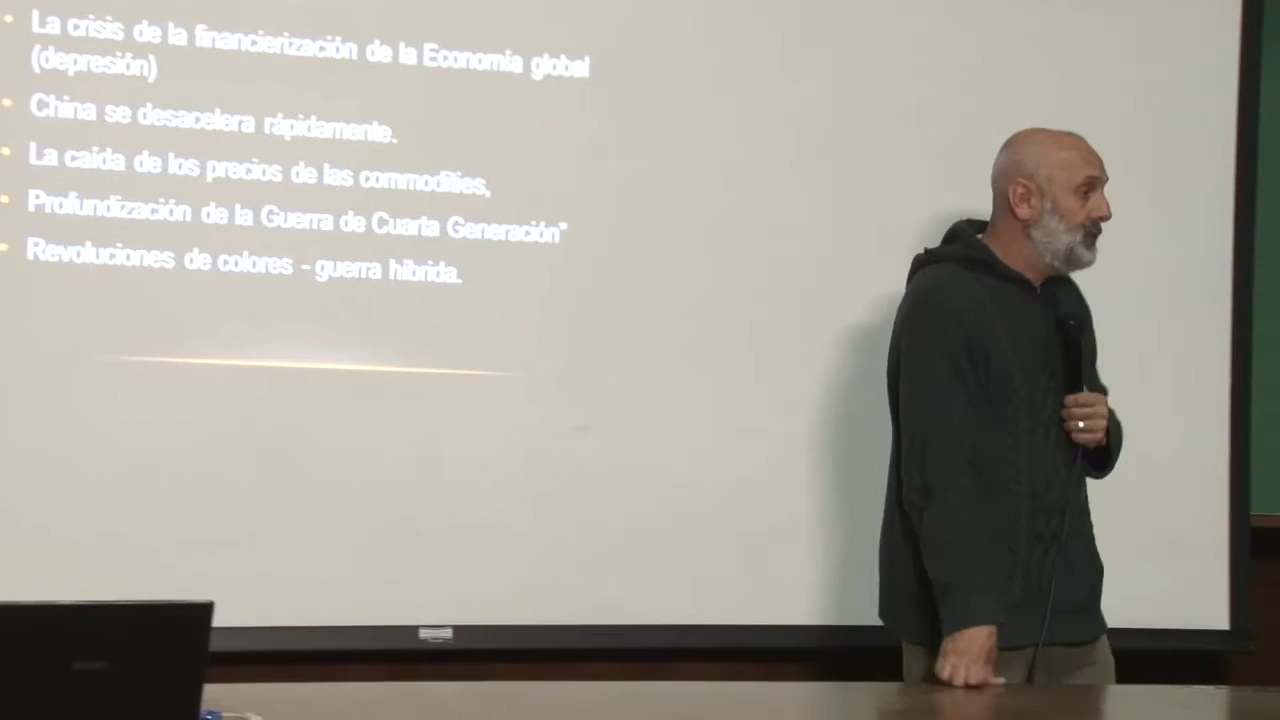 La crisis de la financierización de la Economía global
(depresión)
China se desacelera rápidamente.
La caída de los precios de las commodities,
Profundización de la Guerra de Cuarta Generación"
Revoluciones de colores - guerra híbrida.